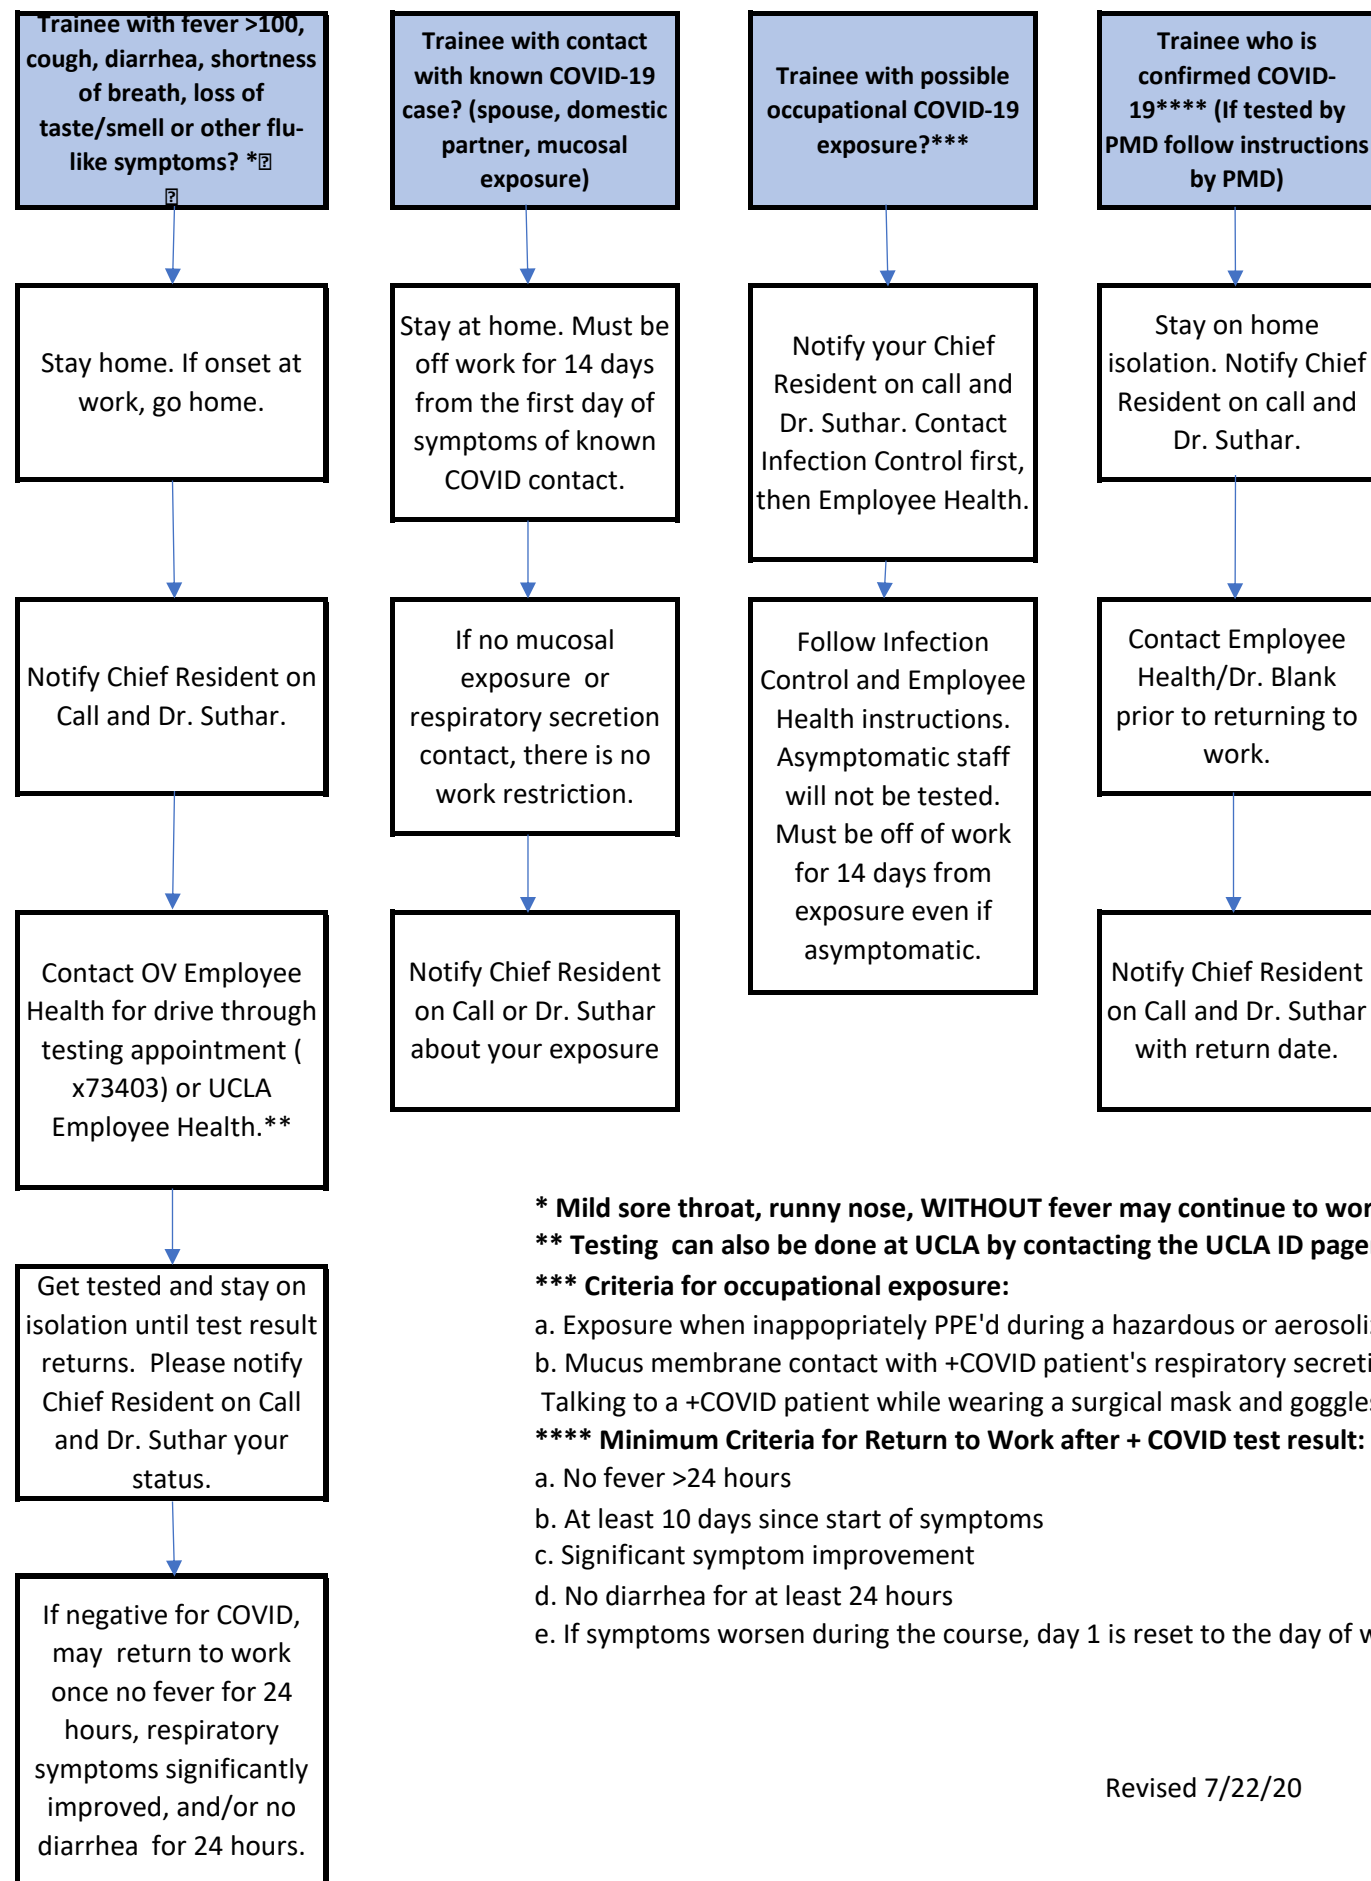 Trainee with fever >100,
cough, diarrhea, shortness
of breath, loss of
taste/smell or other flu-
like symptoms? *
Stay home. If onset at
work, go home.
Notify Chief Resident on
Call and Dr. Suthar.
Contact OV Employee
Health for drive through
testing appointment (
x73403) or UCLA
Employee Health.**
Get tested and stay on
isolation until test result
returns.  Please notify
Chief Resident on Call
and Dr. Suthar your
status.
If negative for COVID,
may  return to work
once no fever for 24
hours, respiratory
symptoms significantly
improved, and/or no
diarrhea  for 24 hours.
Trainee with contact
with known COVID-19
case? (spouse, domestic
partner, mucosal
exposure)
Stay at home. Must be
off work for 14 days
from the first day of
symptoms of known
COVID contact.
If no mucosal
exposure  or
respiratory secretion
contact, there is no
work restriction.
Notify Chief Resident
on Call or Dr. Suthar
about your exposure
Trainee with possible
occupational COVID-19
exposure?***
Notify your Chief
Resident on call and
Dr. Suthar. Contact
Infection Control first,
then Employee Health.
Follow Infection
Control and Employee
Health instructions.
Asymptomatic staff
will not be tested.
Must be off of work
for 14 days from
exposure even if
asymptomatic.
Trainee who is
confirmed COVID-
19**** (If tested by
PMD follow instructions
by PMD)
Stay on home
isolation. Notify Chief
Resident on call and
Dr. Suthar.
Contact Employee
Health/Dr. Blank
prior to returning to
work.
Notify Chief Resident
on Call and Dr. Suthar
with return date.
* Mild sore throat, runny nose, WITHOUT fever may continue to wor
** Testing  can also be done at UCLA by contacting the UCLA ID page
*** Criteria for occupational exposure:
a. Exposure when inappopriately PPE'd during a hazardous or aerosoliz
b. Mucus membrane contact with +COVID patient's respiratory secreti
Talking to a +COVID patient while wearing a surgical mask and goggles
**** Minimum Criteria for Return to Work after + COVID test result:
a. No fever >24 hours
b. At least 10 days since start of symptoms
c. Significant symptom improvement
d. No diarrhea for at least 24 hours
e. If symptoms worsen during the course, day 1 is reset to the day of w
Revised 7/22/20